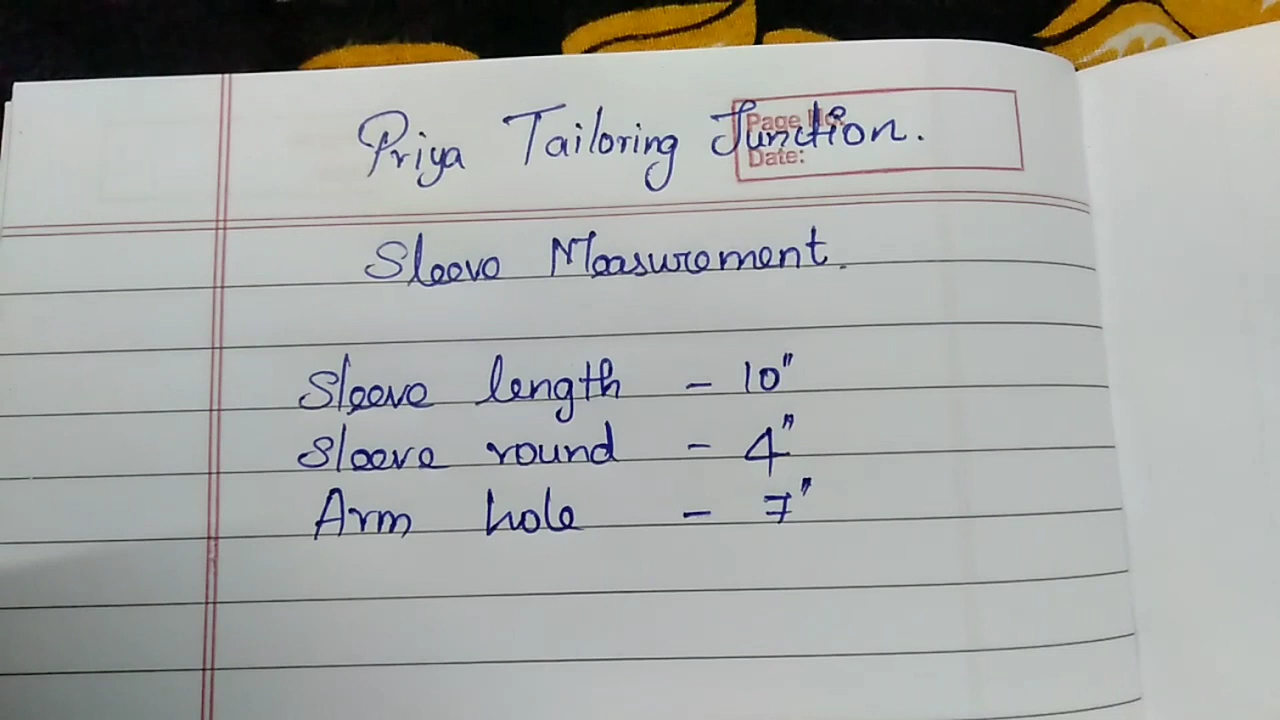 Priya Tailoring Junction.
Page No:
Date:
Sleeve Measurement.
Sleeve length - 10"
Sleeve round - 4"
Arm hole - 7"